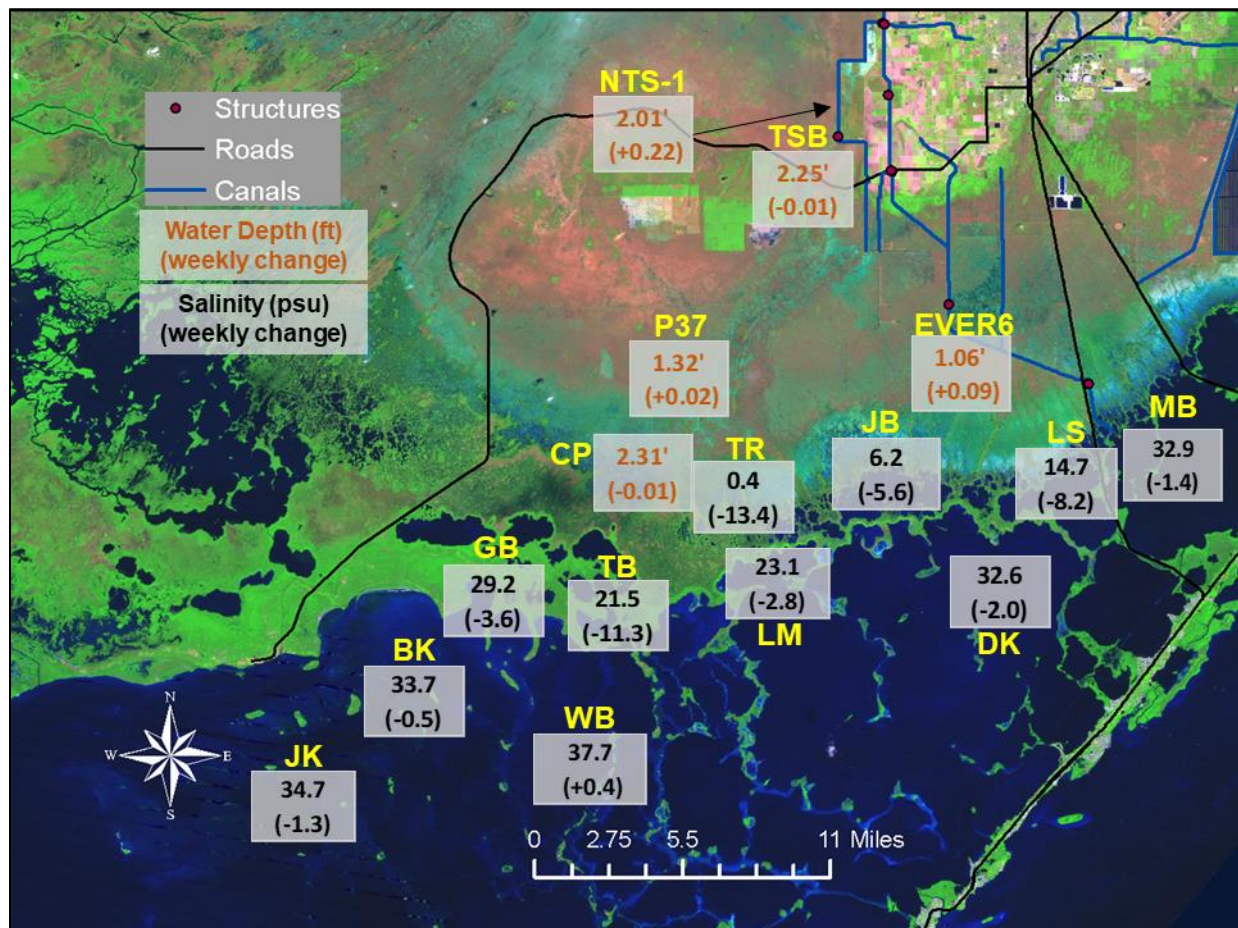 NTS-1
2.01'
(+0.22)
TSB
2.25'
(-0.01)
Structures
Roads
Canals
Water Depth (ft)
(weekly change)
Salinity (psu)
(weekly change)
P37
1.32'
(+0.02)
EVER6
1.06'
(+0.09)
CP
2.31'
(-0.01)
TR
0.4
(-13.4)
JB
6.2
(-5.6)
LS
14.7
(-8.2)
MB
32.9
(-1.4)
GB
29.2
(-3.6)
TB
21.5
(-11.3)
23.1
(-2.8)
LM
32.6
(-2.0)
DK
BK
33.7
(-0.5)
WB
37.7
(+0.4)
JK
34.7
(-1.3)
N
W
E
S
0 2.75 5.5 11 Miles